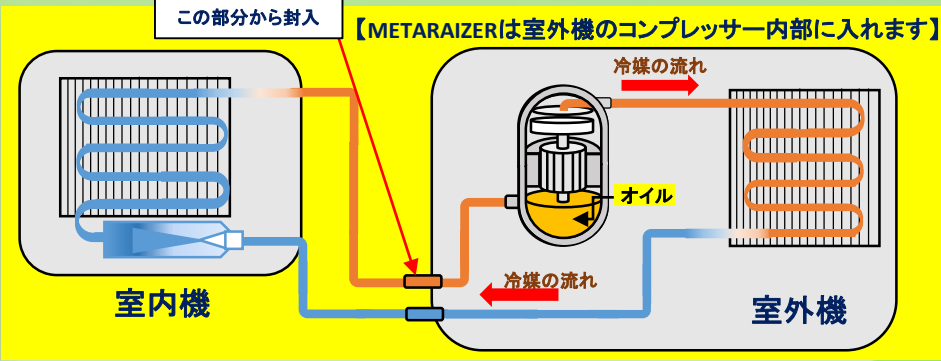 この部分から封入
【METARAIZERは室外機のコンプレッサー内部に入れます】
冷媒の流れ
オイル
冷媒の流れ
室内機
室外機